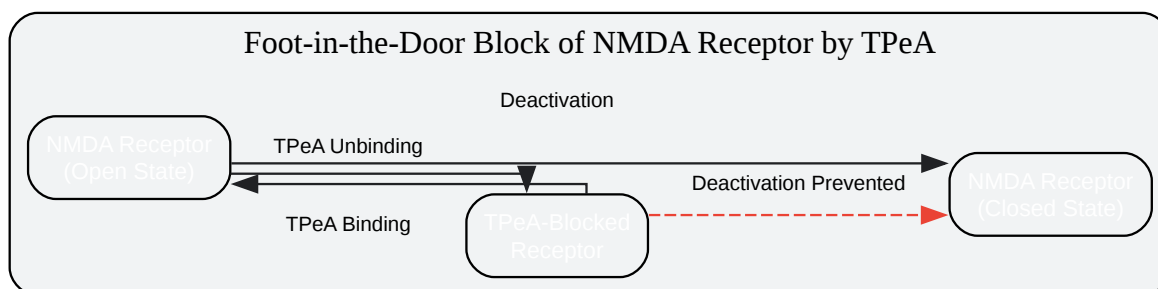 Foot-in-the-Door Block of NMDA Receptor by TPeA
Deactivation
NMDA Receptor
(Open State)
TPeA Unbinding
Deactivation Prevented
NMDA Receptor
(Closed State)
TPeA Binding
TPeA-Blocked
Receptor